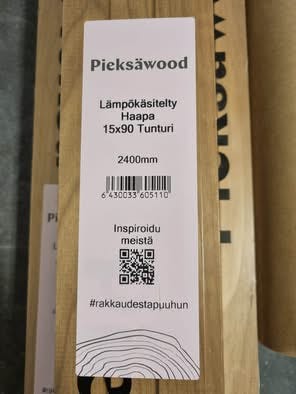 Pieksäwood
Lämpökäsitelty
Haapa
15x90 Tunturi
2400mm
6 430033 605110
Inspiroidu
meistä
#rakkaudestapuuhun